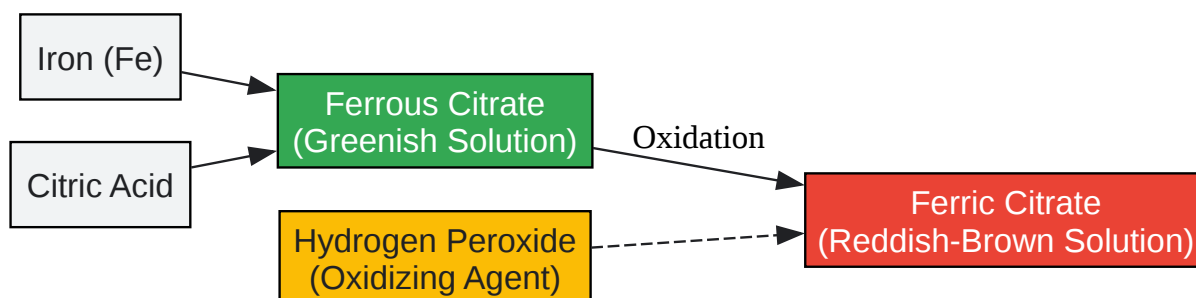 Iron (Fe)
Citric Acid
Ferrous Citrate
(Greenish Solution)
Oxidation
Hydrogen Peroxide
(Oxidizing Agent)
Ferric Citrate
(Reddish-Brown Solution)